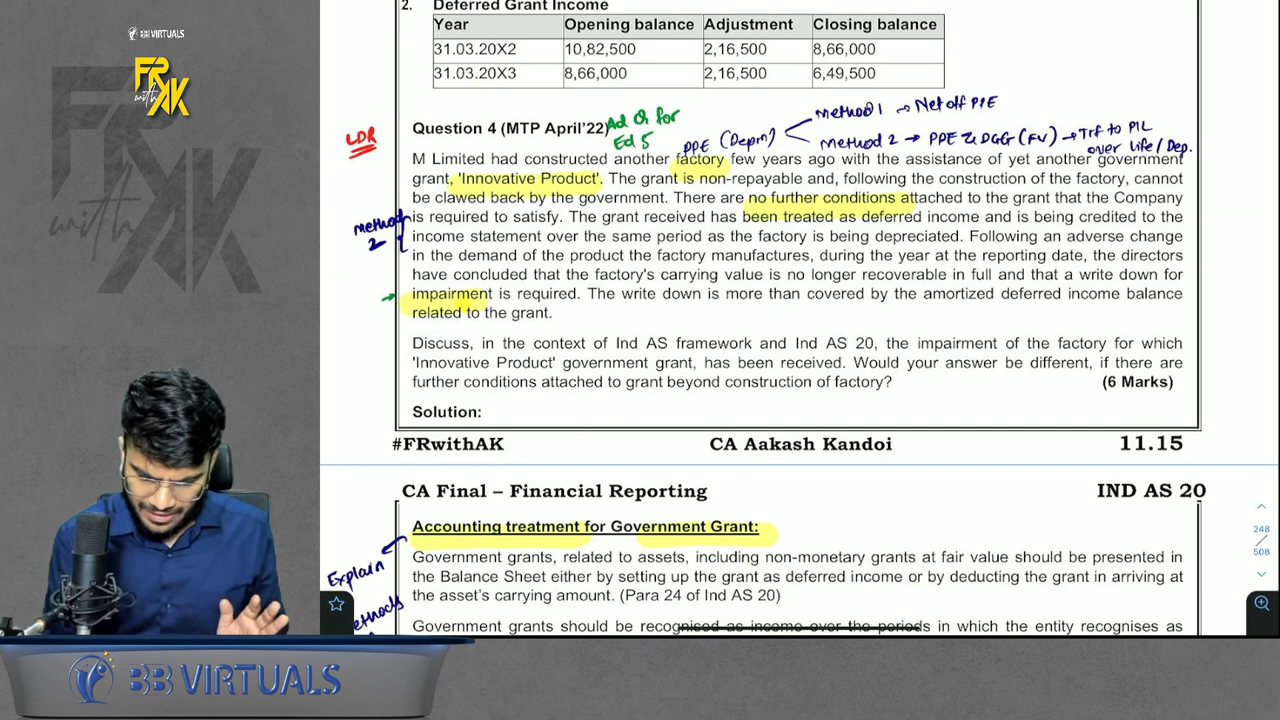 2. Deferred Grant Income
Year Opening balance Adjustment Closing balance
31.03.20X2 10,82,500 2,16,500 8,66,000
31.03.20X3 8,66,000 2,16,500 6,49,500
BB VIRTUALS
FR
with
AK
FR
with AK
LDR
Question 4 (MTP April'22)
Ad Q for
Ed 5
PPE (Deprn)
Method 1 → Net off PPE
Method 2 → PPE & DGG (FV) → Trf to P/L
over life/Dep.
M Limited had constructed another factory few years ago with the assistance of yet another government
grant, 'Innovative Product'. The grant is non-repayable and, following the construction of the factory, cannot
be clawed back by the government. There are no further conditions attached to the grant that the Company
is required to satisfy. The grant received has been treated as deferred income and is being credited to the
income statement over the same period as the factory is being depreciated. Following an adverse change
in the demand of the product the factory manufactures, during the year at the reporting date, the directors
have concluded that the factory's carrying value is no longer recoverable in full and that a write down for
impairment is required. The write down is more than covered by the amortized deferred income balance
related to the grant.
Method
2
Discuss, in the context of Ind AS framework and Ind AS 20, the impairment of the factory for which
'Innovative Product' government grant, has been received. Would your answer be different, if there are
further conditions attached to grant beyond construction of factory? (6 Marks)
Solution:
#FRwithAK CA Aakash Kandoi 11.15
CA Final – Financial Reporting IND AS 20
Accounting treatment for Government Grant:
Explain
Government grants, related to assets, including non-monetary grants at fair value should be presented in
the Balance Sheet either by setting up the grant as deferred income or by deducting the grant in arriving at
the asset's carrying amount. (Para 24 of Ind AS 20)
Government grants should be recognised as income over the periods in which the entity recognises as
248
508
BB VIRTUALS